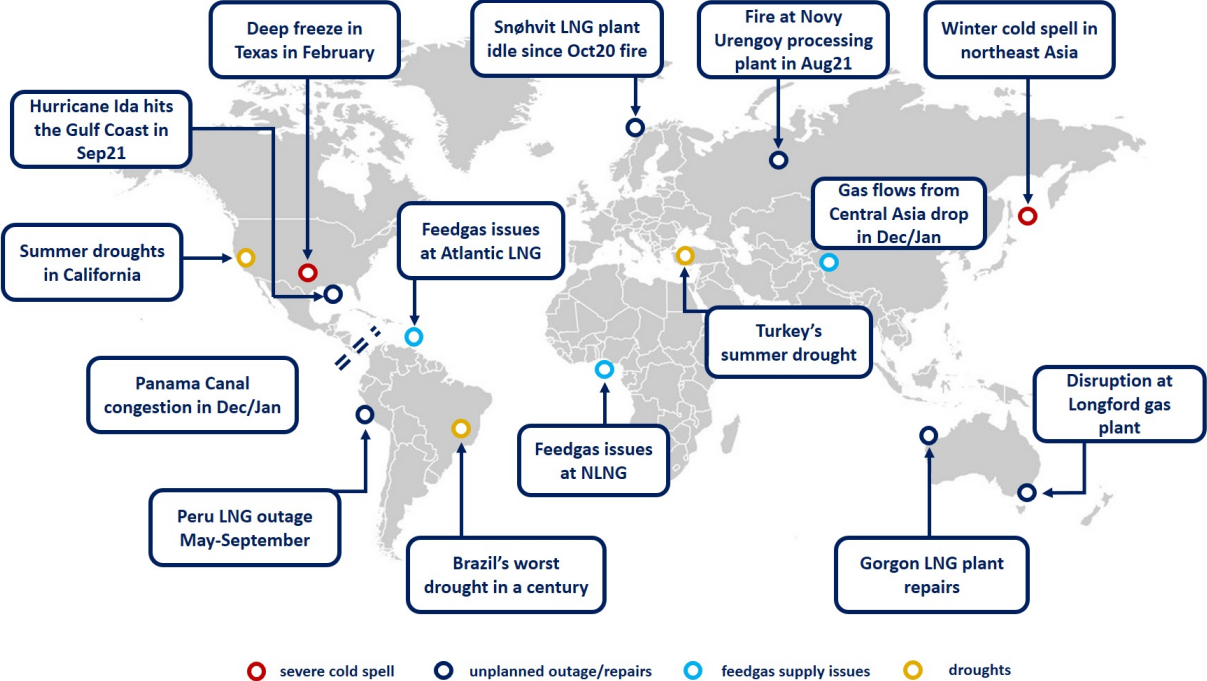 Deep freeze in
Texas in February
Snøhvit LNG plant
idle since Oct20 fire
Fire at Novy
Urengoy processing
plant in Aug21
Winter cold spell in
northeast Asia
Hurricane Ida hits
the Gulf Coast in
Sep21
Gas flows from
Central Asia drop
in Dec/Jan
Summer droughts
in California
Feedgas issues
at Atlantic LNG
Turkey's
summer drought
Panama Canal
congestion in Dec/Jan
Disruption at
Longford gas
plant
Feedgas issues
at NLNG
Peru LNG outage
May-September
Brazil's worst
drought in a century
Gorgon LNG plant
repairs
severe cold spell
unplanned outage/repairs
feedgas supply issues
droughts